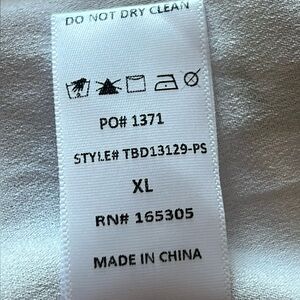 DO NOT DRY CLEAN
PO# 1371
STYLE# TBD13129-PS
XL
RN# 165305
MADE IN CHINA